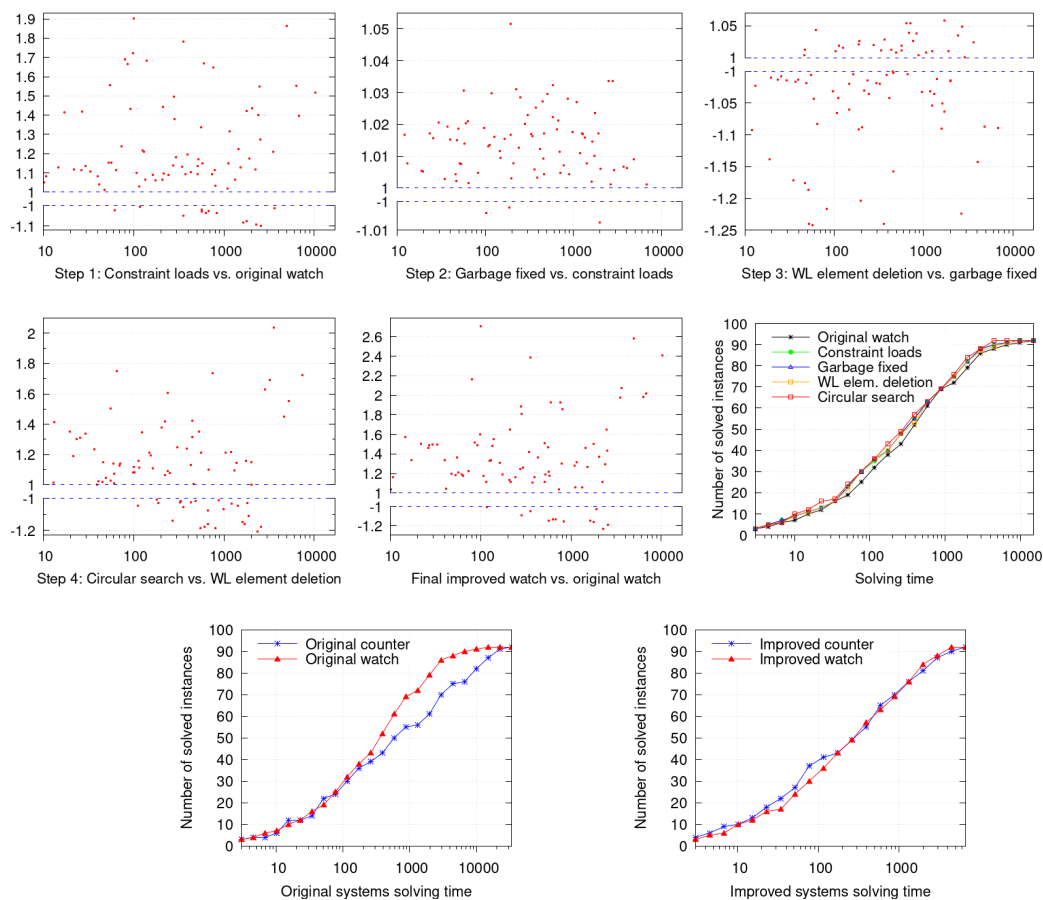 1.9
1.8
1.7
1.6
1.5
1.4
1.3
1.2
1.1
1
-1
-1.1
10 100 1000 10000
Step 1: Constraint loads vs. original watch
1.05
1.04
1.03
1.02
1.01
1
-1
-1.01
10 100 1000 10000
Step 2: Garbage fixed vs. constraint loads
1.05
1
-1
-1.05
-1.1
-1.15
-1.2
-1.25
10 100 1000 10000
Step 3: WL element deletion vs. garbage fixed
2
1.8
1.6
1.4
1.2
1
-1
-1.2
10 100 1000 10000
Step 4: Circular search vs. WL element deletion
2.6
2.4
2.2
2
1.8
1.6
1.4
1.2
1
-1
-1.2
10 100 1000 10000
Final improved watch vs. original watch
Number of solved instances
100
90
80
70
60
50
40
30
20
10
0
Original watch
Constraint loads
Garbage fixed
WL elem. deletion
Circular search
10 100 1000 10000
Solving time
Number of solved instances
100
90
80
70
60
50
40
30
20
10
0
Original counter
Original watch
10 100 1000 10000
Original systems solving time
Number of solved instances
100
90
80
70
60
50
40
30
20
10
0
Improved counter
Improved watch
10 100 1000
Improved systems solving time